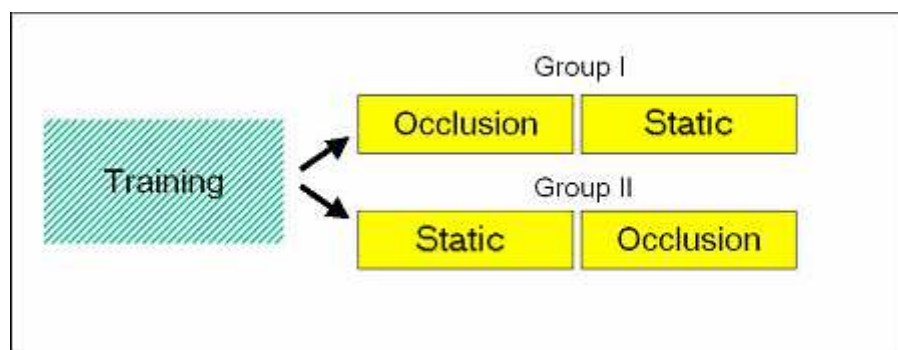 Group I
Occlusion Static
Training
Group II
Static Occlusion